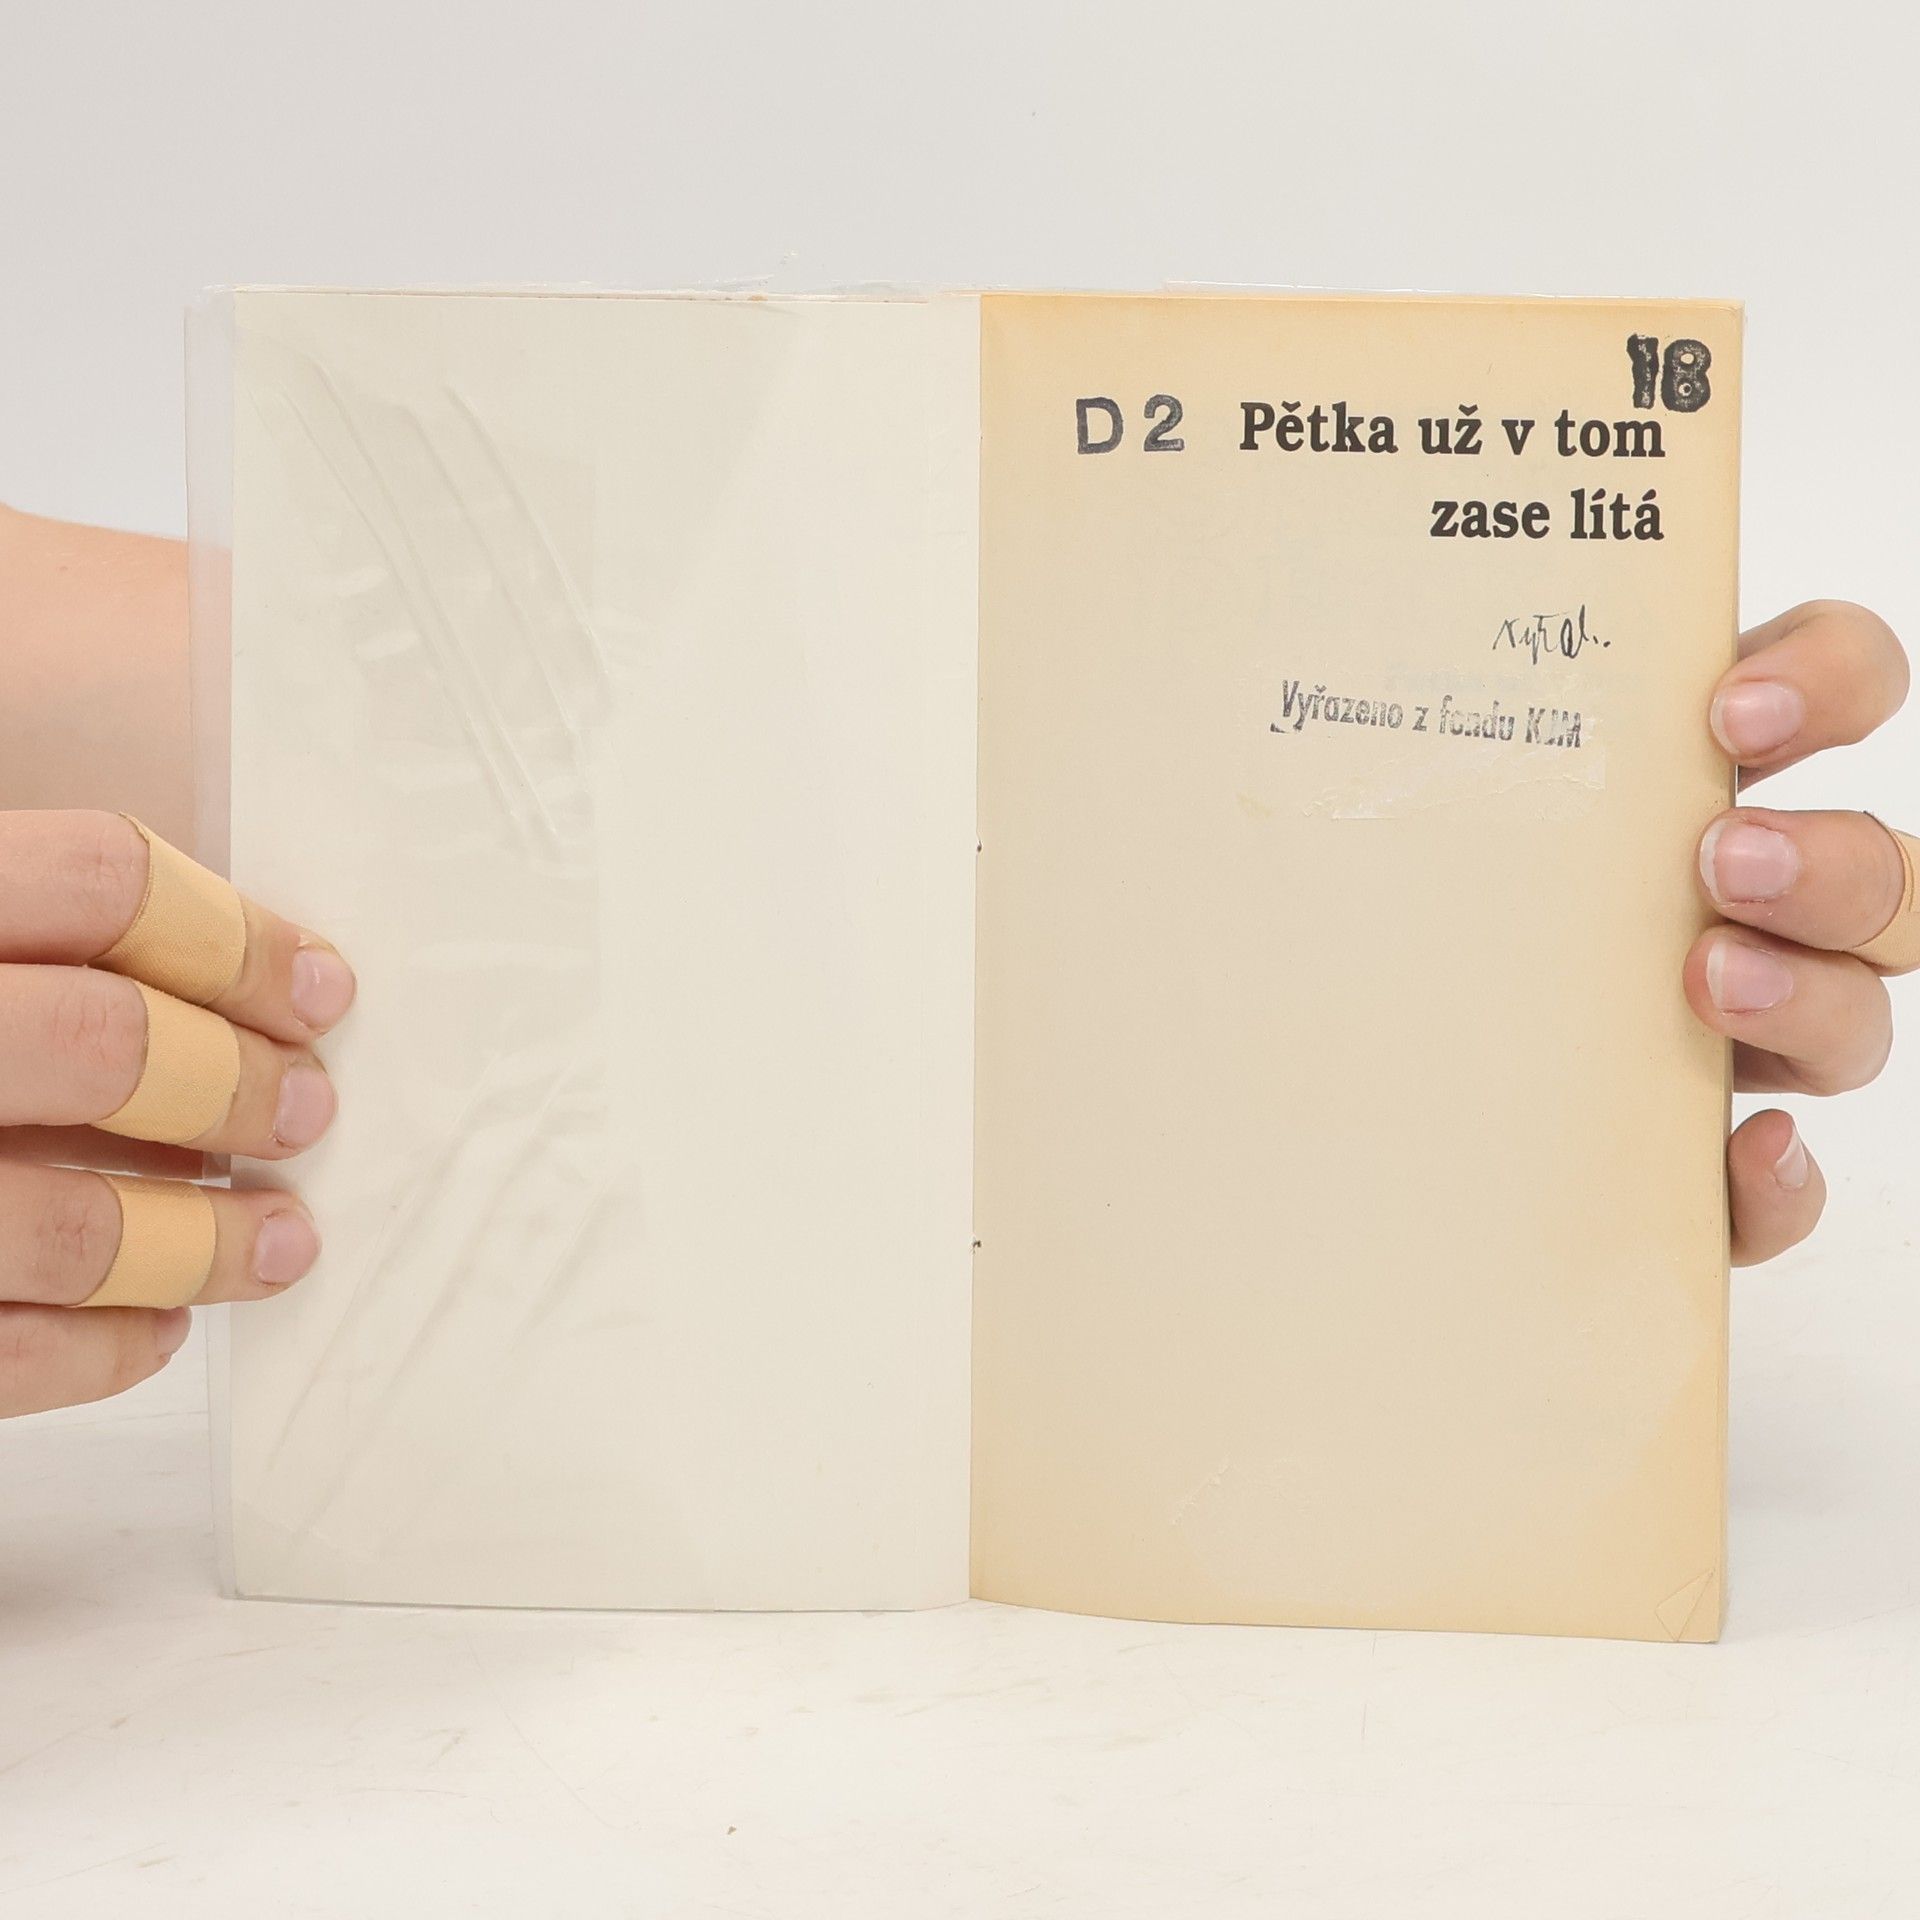 18
D 2 Pětka už v tom
zase lítá
Vyřazeno z fondu KJM